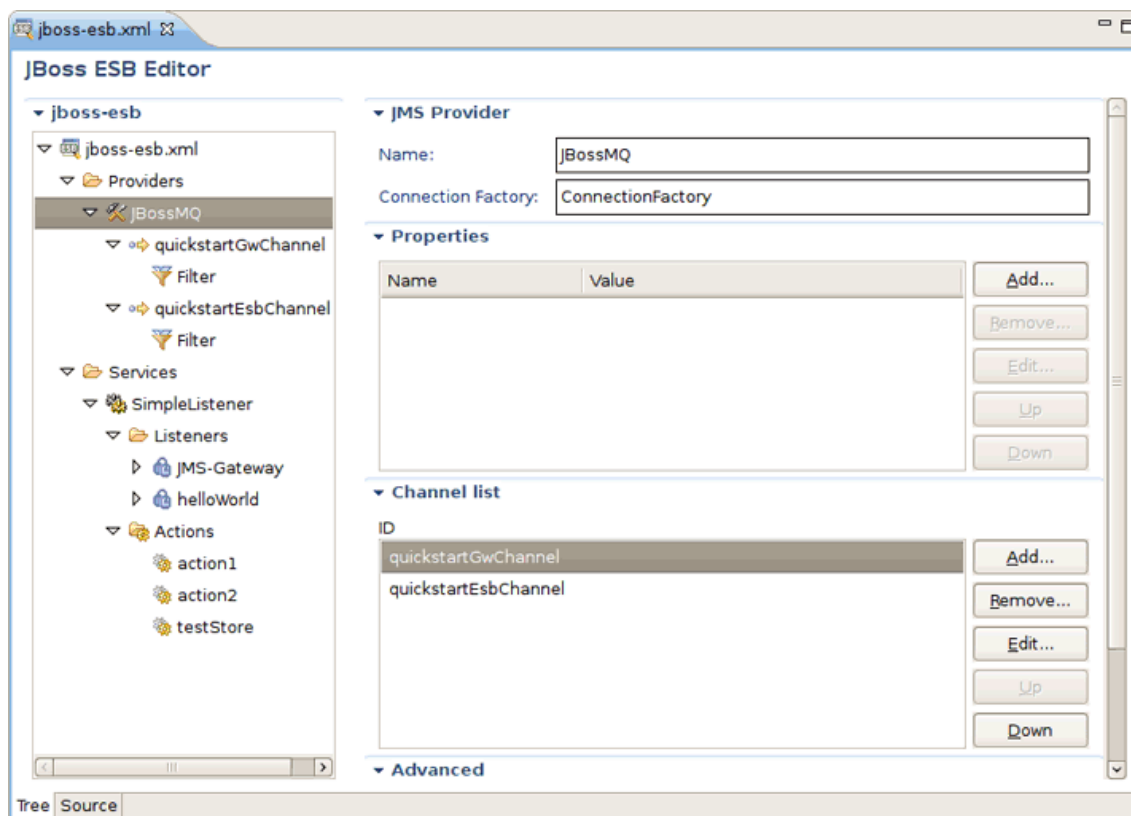 jboss-esb.xml
JBoss ESB Editor
jboss-esb
jboss-esb.xml
Providers
JBossMQ
quickstartGwChannel
Filter
quickstartEsbChannel
Filter
Services
SimpleListener
Listeners
JMS-Gateway
helloWorld
Actions
action1
action2
testStore
JMS Provider
Name: JBossMQ
Connection Factory: ConnectionFactory
Properties
Name Value
Add...
Remove...
Edit...
Up
Down
Channel list
ID
quickstartGwChannel
quickstartEsbChannel
Add...
Remove...
Edit...
Up
Down
Advanced
Tree Source